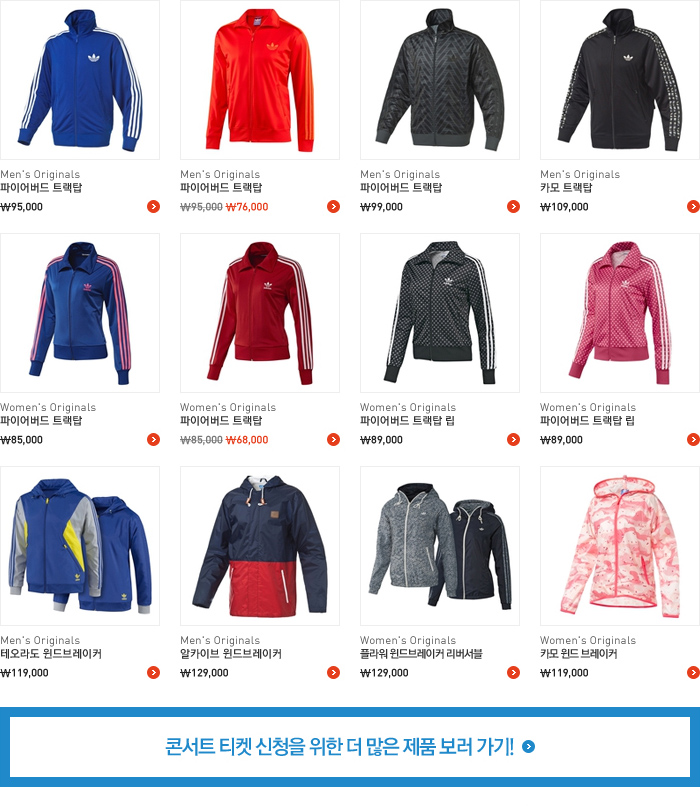 Men's Originals
파이어버드 트랙탑
₩95,000
Men's Originals
파이어버드 트랙탑
₩95,000 ₩76,000
Men's Originals
파이어버드 트랙탑
₩99,000
Men's Originals
카모 트랙탑
₩109,000
Women's Originals
파이어버드 트랙탑
₩85,000
Women's Originals
파이어버드 트랙탑
₩85,000 ₩68,000
Women's Originals
파이어버드 트랙탑 립
₩89,000
Women's Originals
파이어버드 트랙탑 립
₩89,000
Men's Originals
테오라도 윈드브레이커
₩119,000
Men's Originals
알카이브 윈드브레이커
₩129,000
Women's Originals
플라워 윈드브레이커 리버서블
₩129,000
Women's Originals
카모 윈드 브레이커
₩119,000
콘서트 티켓 신청을 위한 더 많은 제품 보러 가기!